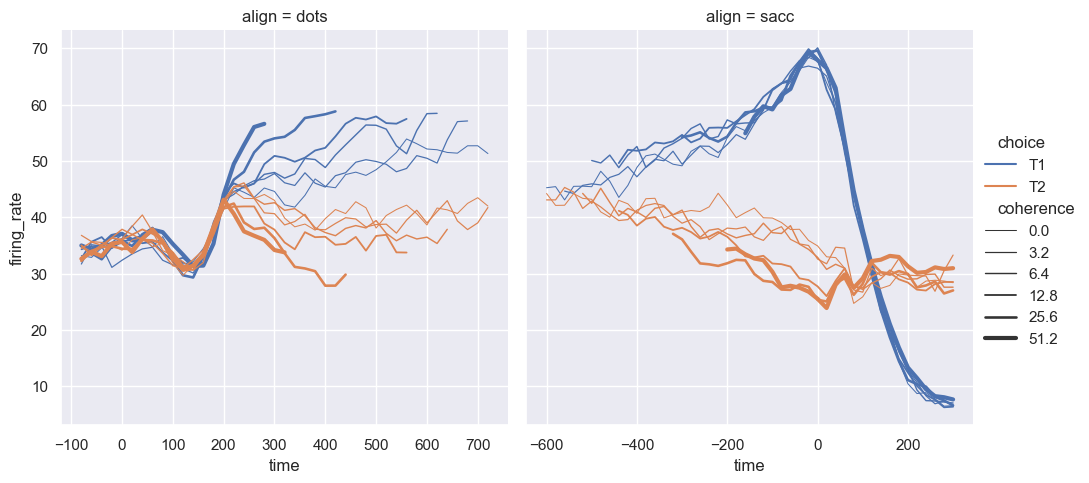 align = dots
align = sacc
firing_rate
70
60
50
40
30
20
10
−100 0 100 200 300 400 500 600 700
time
−600 −400 −200 0 200
time
choice
T1
T2
coherence
0.0
3.2
6.4
12.8
25.6
51.2